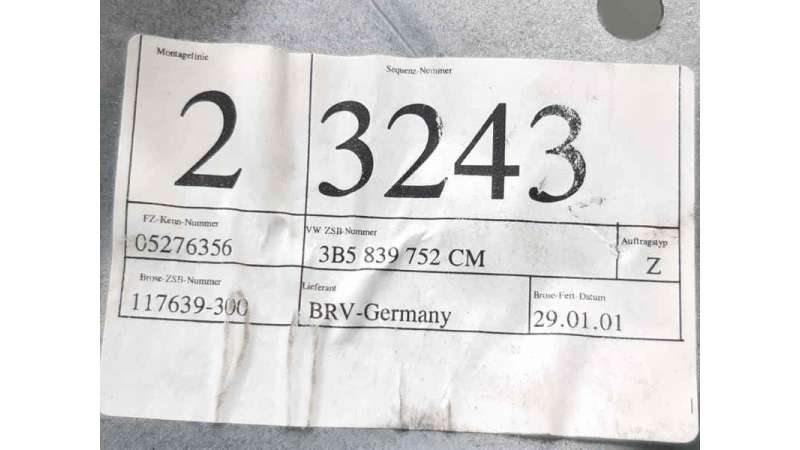 Montagelinie
Sequenz-Nummer
2
3243
FZ-Kenn-Nummer
05276356
VW ZSB-Nummer
3B5 839 752 CM
Auftragstyp
Z
Brose-ZSB-Nummer
117639-300
Lieferant
BRV-Germany
Brose-Fert-Datum
29.01.01